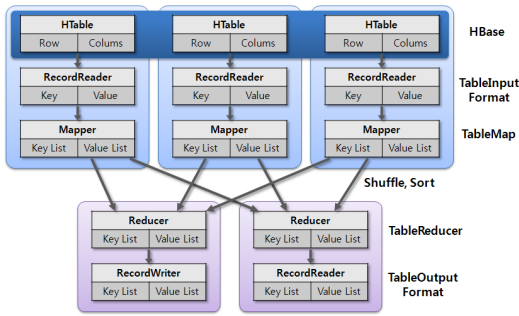 HTable HTable HTable HBase
Row Colums Row Colums Row Colums
RecordReader RecordReader RecordReader TableInput
Key Value Key Value Key Value Format
Mapper Mapper Mapper TableMap
Key List Value List Key List Value List Key List Value List
Shuffle, Sort
Reducer Reducer TableReducer
Key List Value List Key List Value List
RecordWriter RecordReader TableOutput
Key List Value List Key List Value List Format